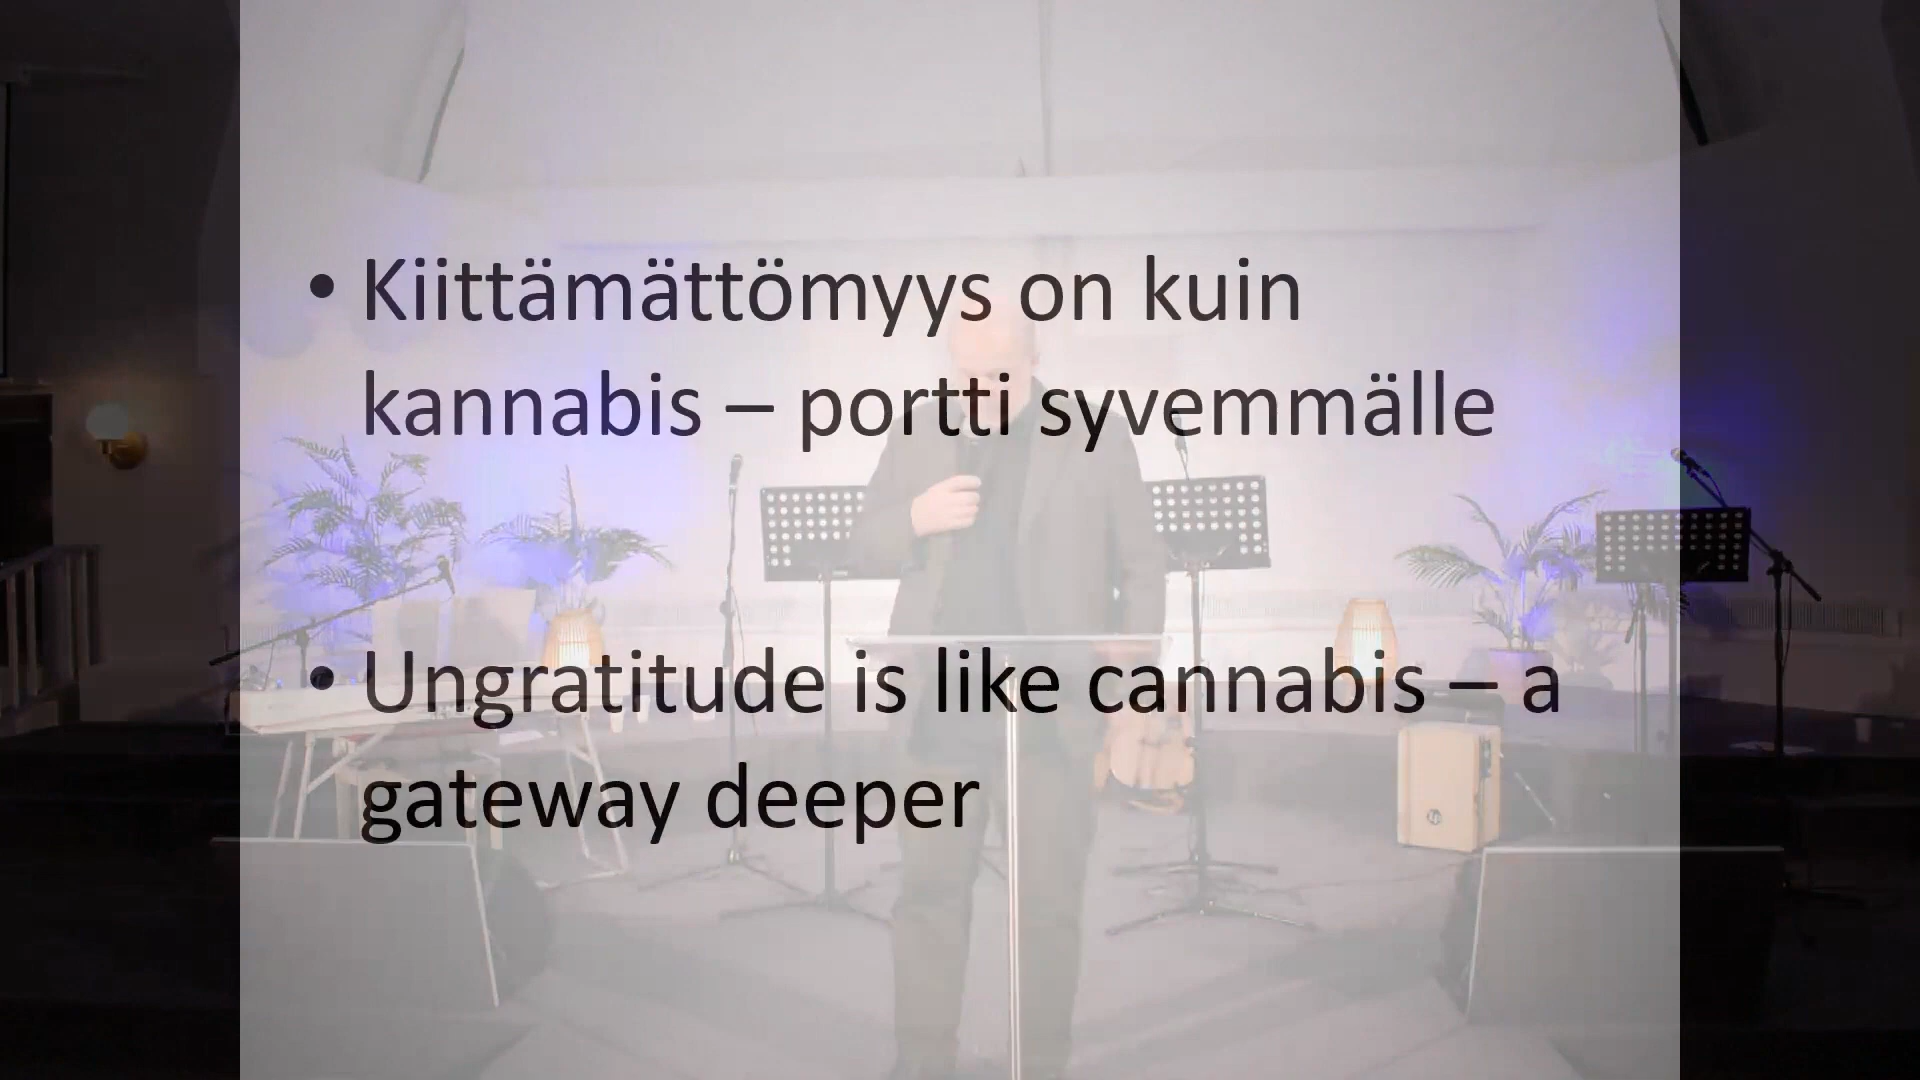 • Kiittämättömyys on kuin
kannabis – portti syvemmälle
• Ungratitude is like cannabis – a
gateway deeper